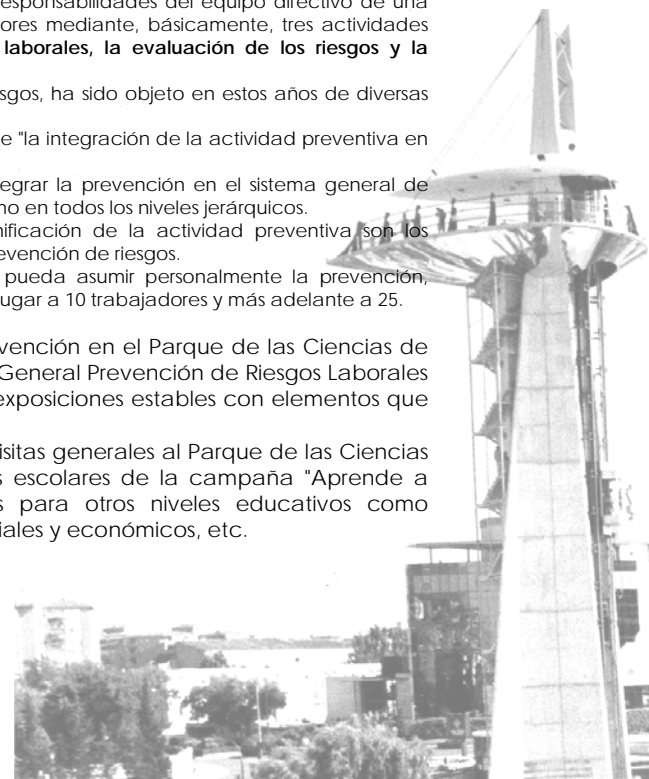 responsabilidades del equipo directivo de una
ores mediante, básicamente, tres actividades
laborales, la evaluación de los riesgos y la
sgos, ha sido objeto en estos años de diversas
e "la integración de la actividad preventiva en
egrar la prevención en el sistema general de
no en todos los niveles jerárquicos.
nificación de la actividad preventiva son los
evención de riesgos.
pueda asumir personalmente la prevención,
ugar a 10 trabajadores y más adelante a 25.
vención en el Parque de las Ciencias de
General Prevención de Riesgos Laborales
exposiciones estables con elementos que
isitas generales al Parque de las Ciencias
s escolares de la campaña "Aprende a
s para otros niveles educativos como
iales y económicos, etc.